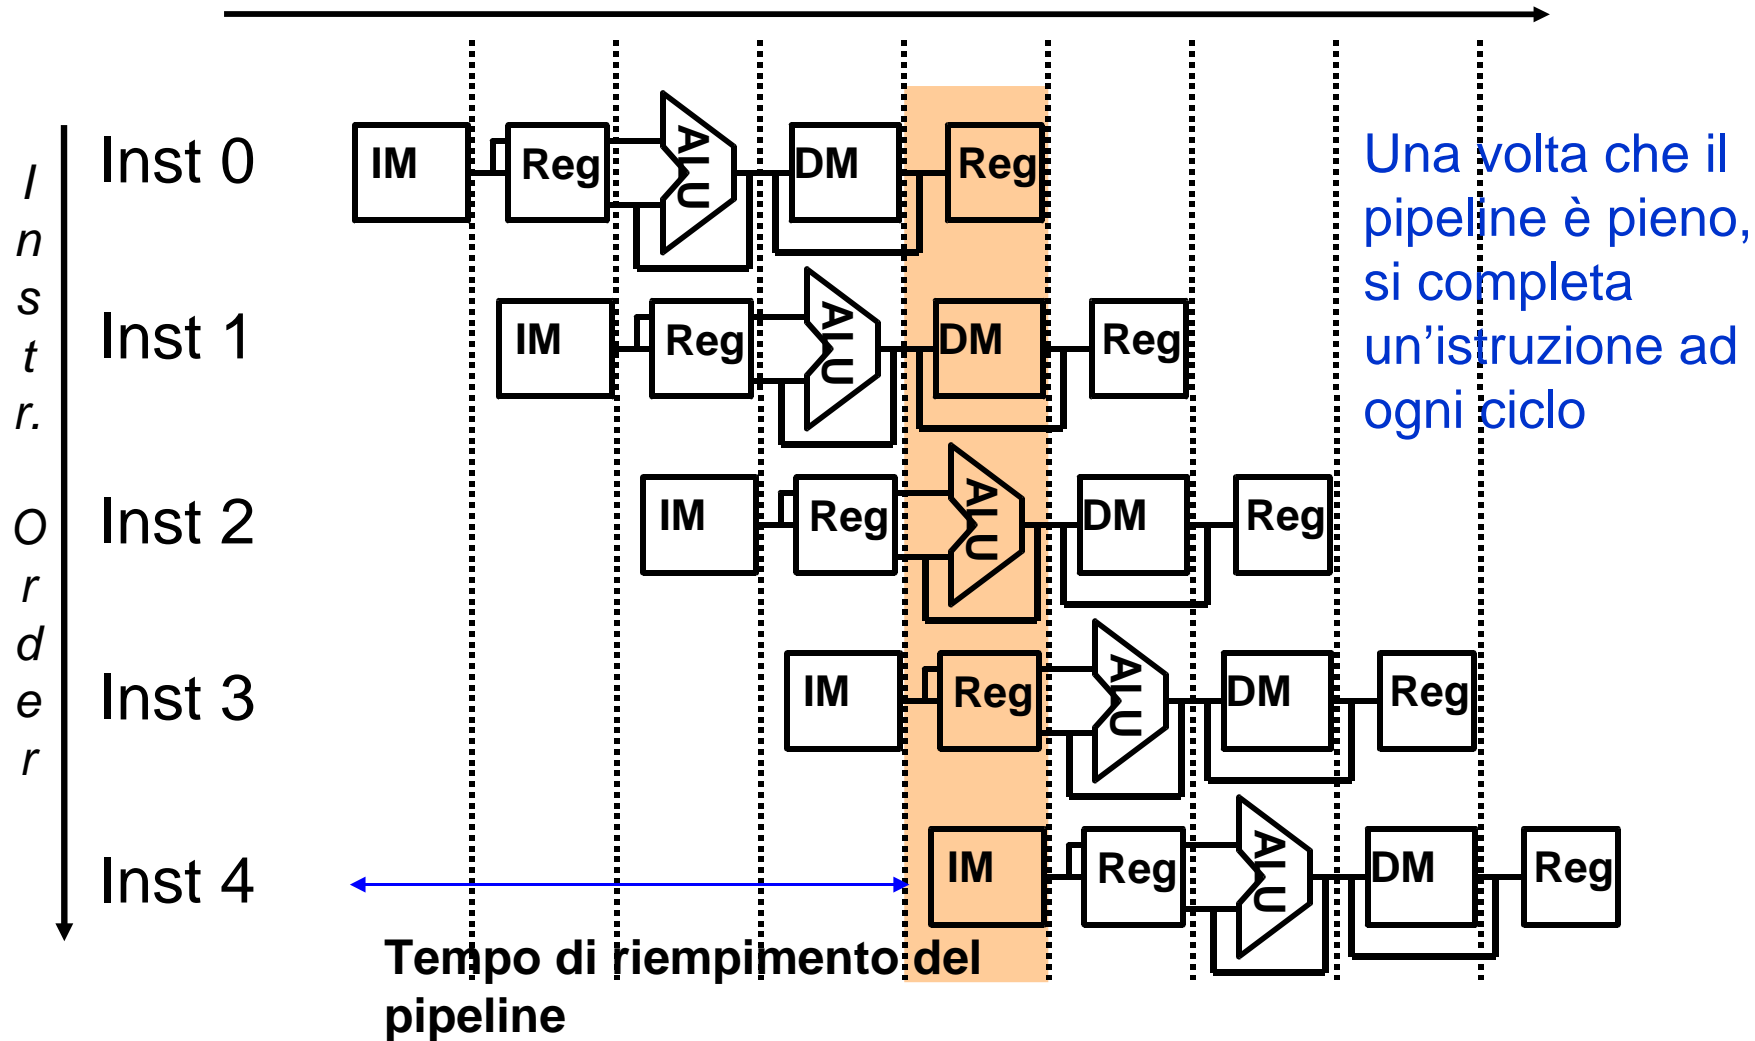 Instr. Order
Inst 0
IM Reg ALU DM Reg
Una volta che il
pipeline è pieno,
si completa
un'istruzione ad
ogni ciclo
Inst 1
IM Reg ALU DM Reg
Inst 2
IM Reg ALU DM Reg
Inst 3
IM Reg ALU DM Reg
Inst 4
IM Reg ALU DM Reg
Tempo di riempimento del
pipeline